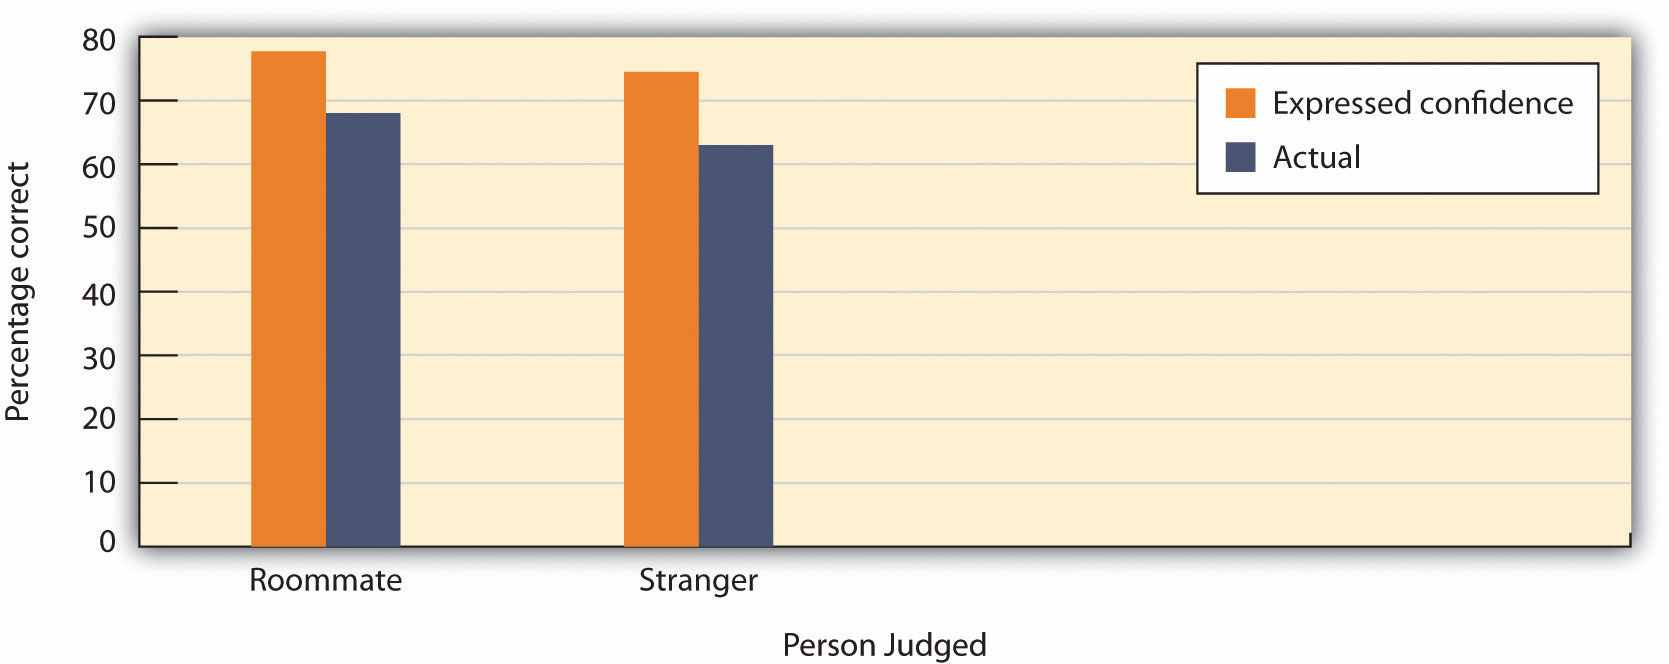 Percentage correct
80
70
60
50
40
30
20
10
0
Expressed confidence
Actual
Roommate
Stranger
Person Judged